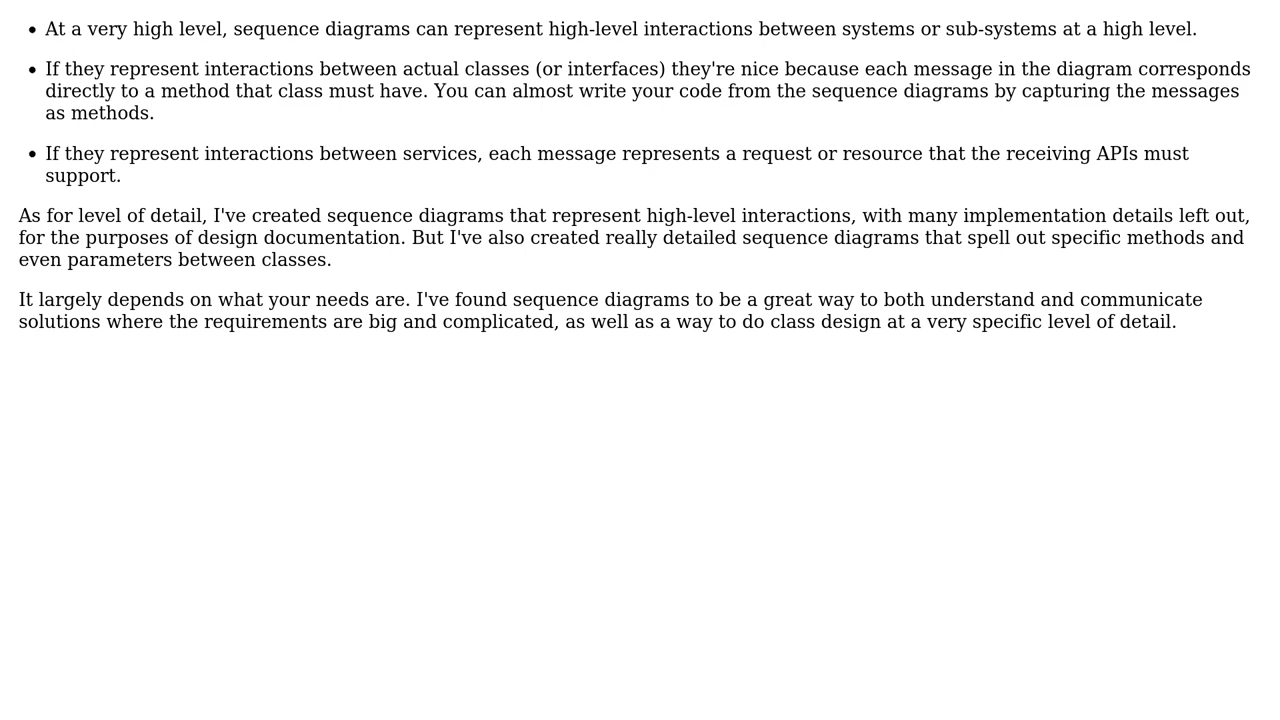 • At a very high level, sequence diagrams can represent high-level interactions between systems or sub-systems at a high level.
• If they represent interactions between actual classes (or interfaces) they're nice because each message in the diagram corresponds
directly to a method that class must have. You can almost write your code from the sequence diagrams by capturing the messages
as methods.
• If they represent interactions between services, each message represents a request or resource that the receiving APIs must
support.
As for level of detail, I've created sequence diagrams that represent high-level interactions, with many implementation details left out,
for the purposes of design documentation. But I've also created really detailed sequence diagrams that spell out specific methods and
even parameters between classes.
It largely depends on what your needs are. I've found sequence diagrams to be a great way to both understand and communicate
solutions where the requirements are big and complicated, as well as a way to do class design at a very specific level of detail.